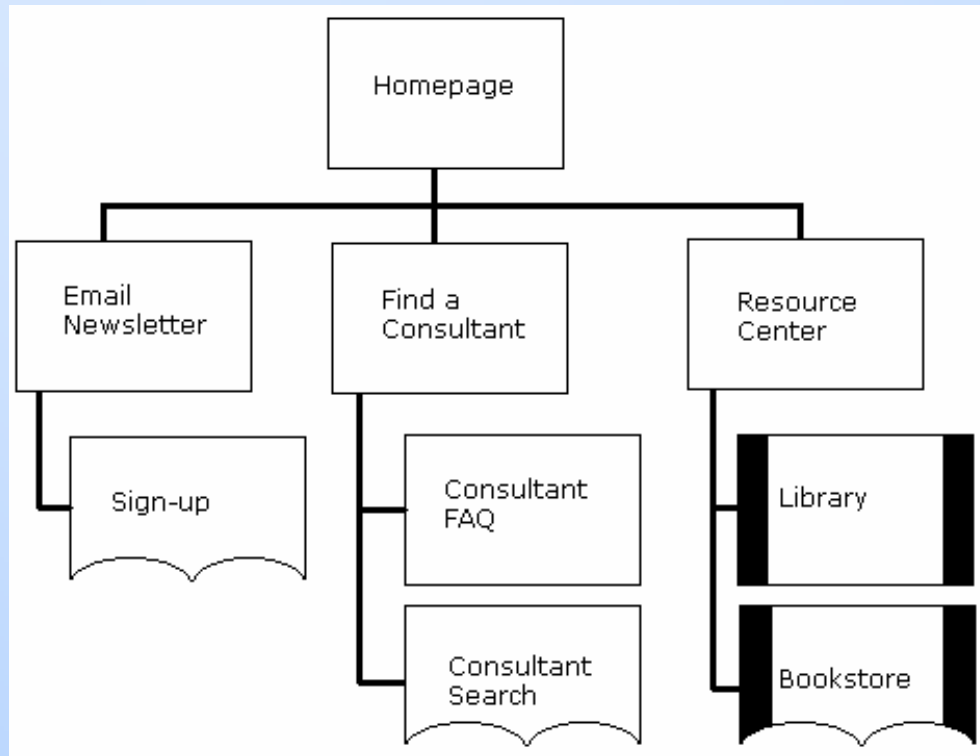 Homepage
Email
Newsletter
Find a
Consultant
Resource
Center
Sign-up
Consultant
FAQ
Library
Consultant
Search
Bookstore